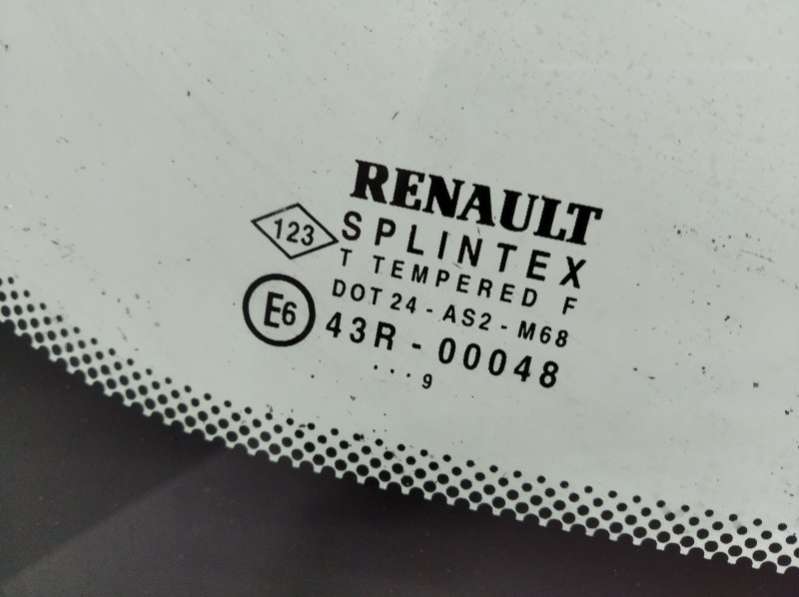 RENAULT
123
SPLINTEX
T TEMPERED F
DOT 24 - AS2 - M68
E6
43R - 00048
...9